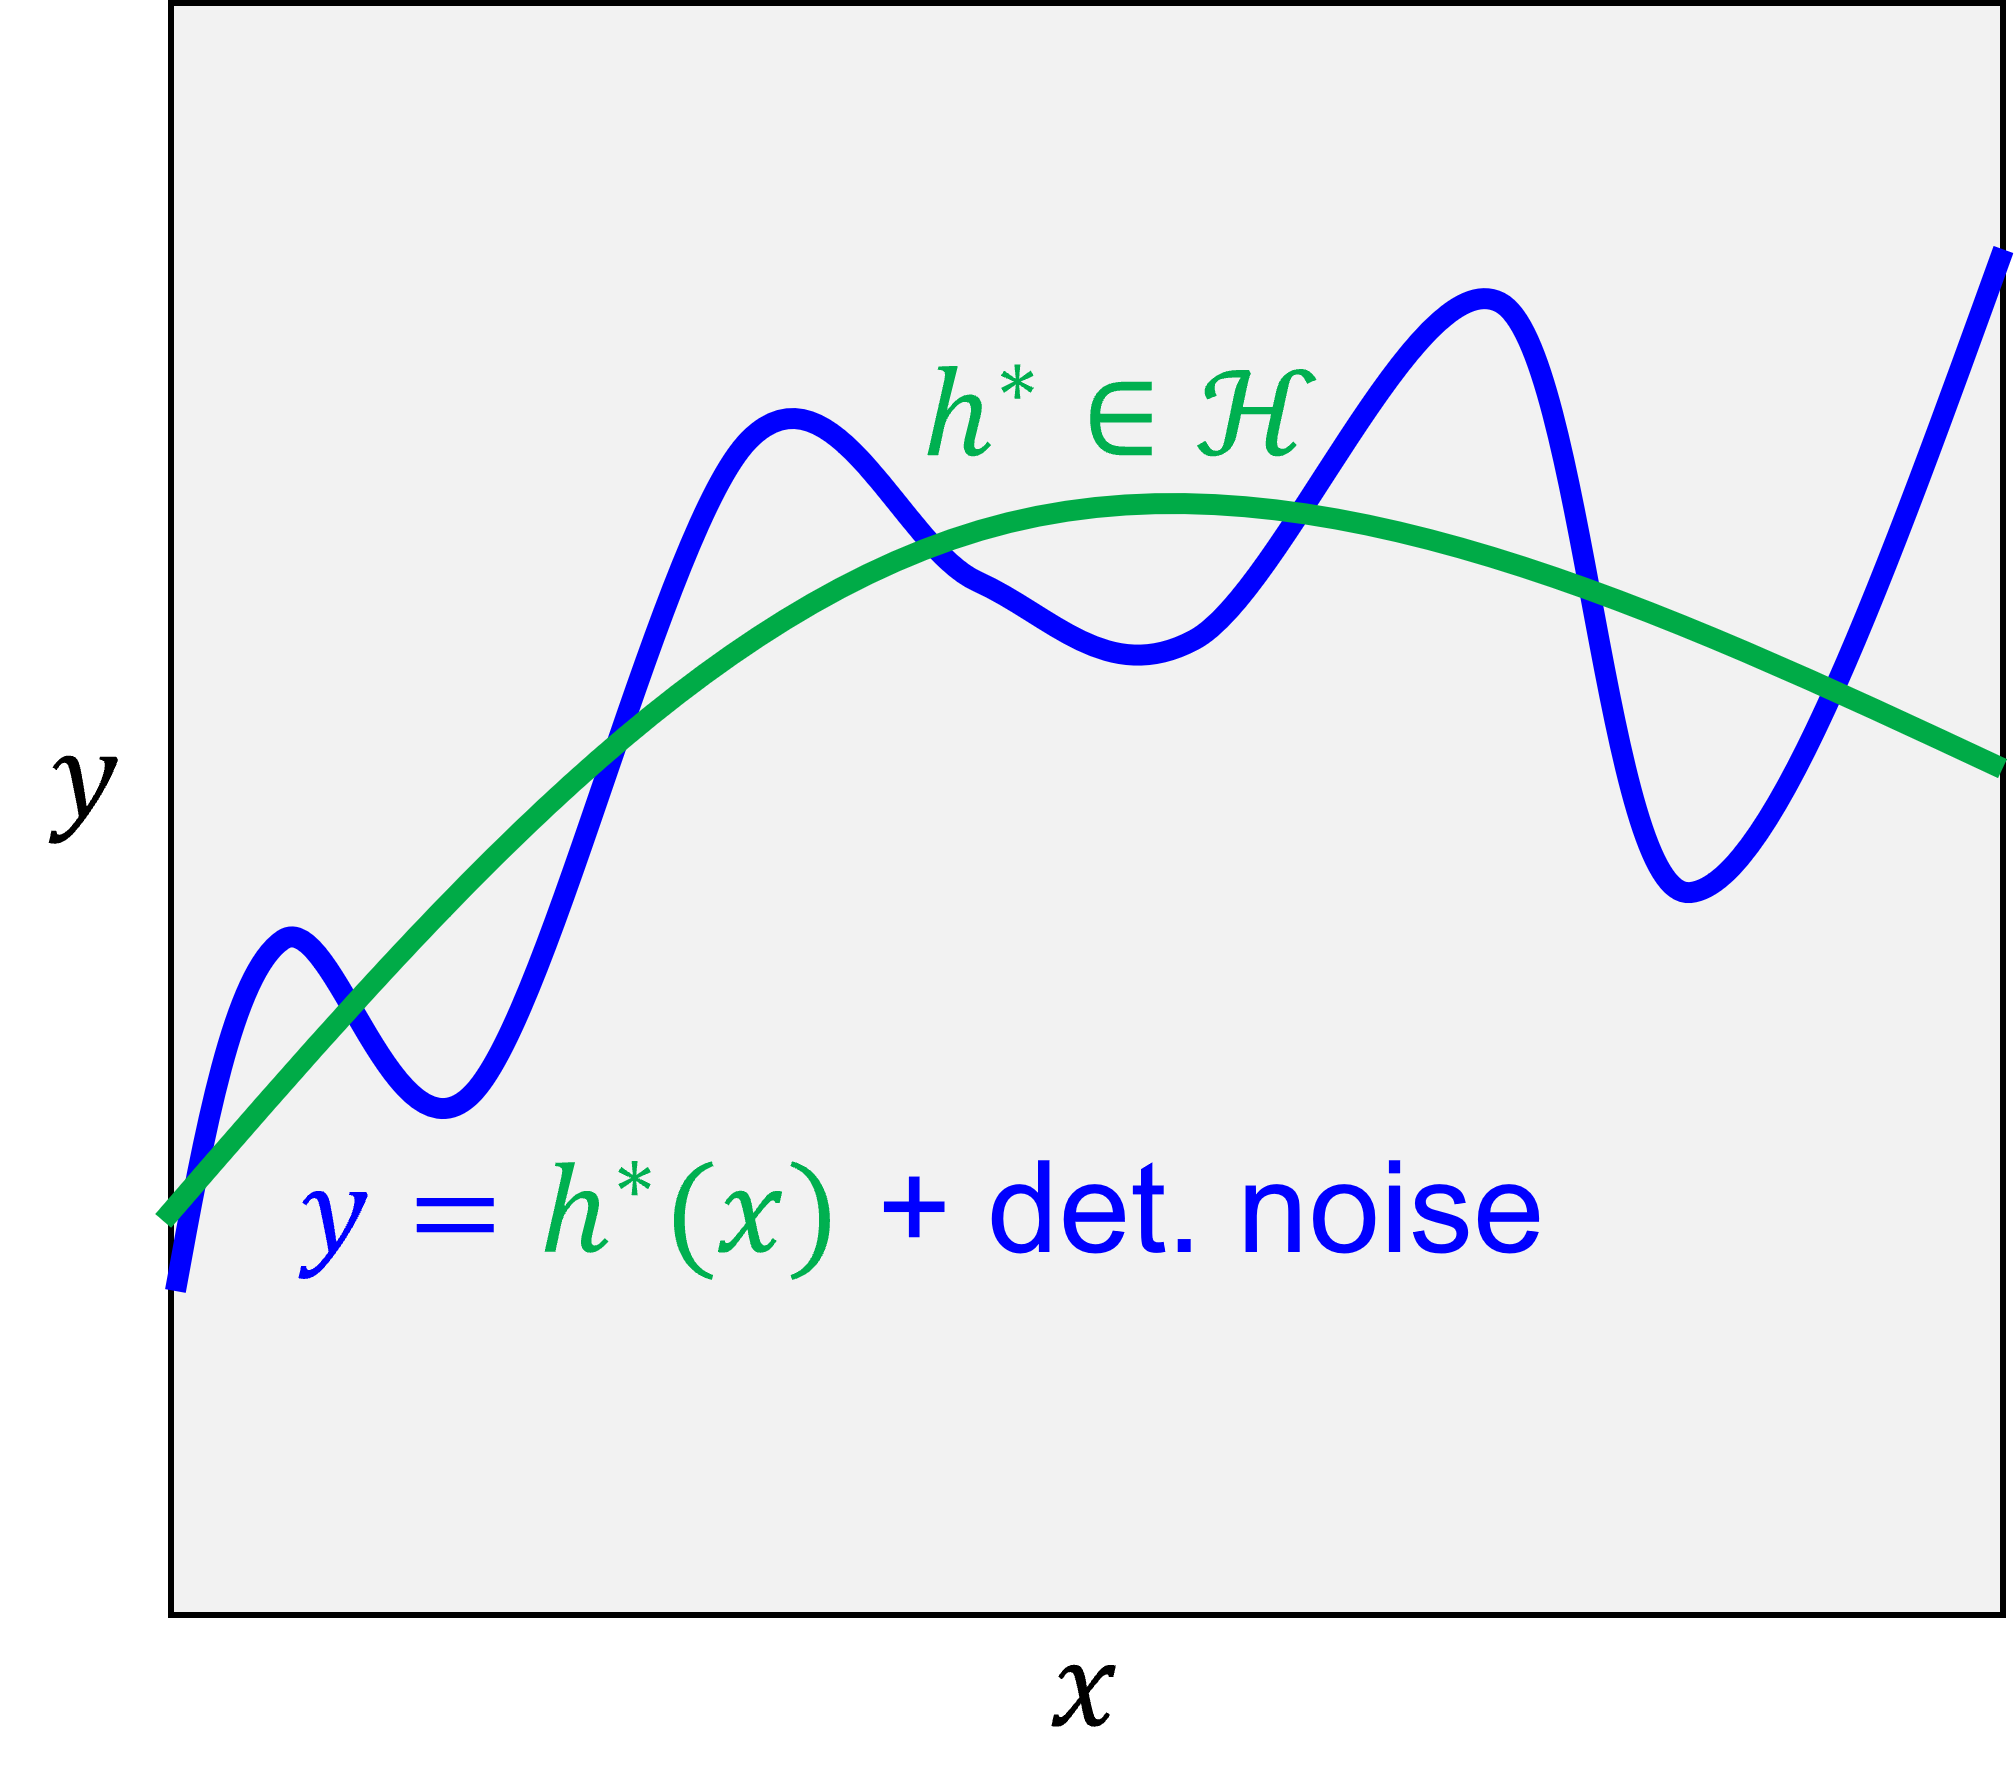 h* ∈ ℋ
y
y = h*(x) + det. noise
x